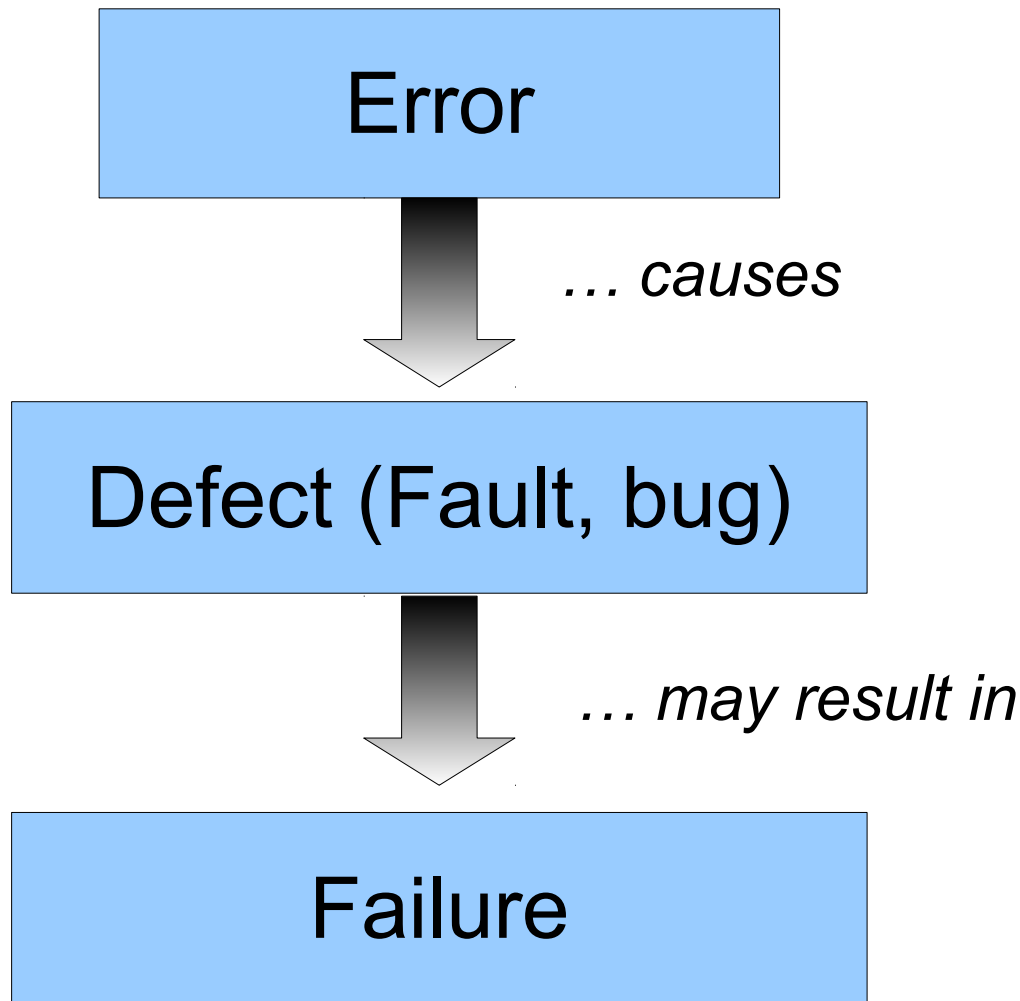 Error
… causes
Defect (Fault, bug)
… may result in
Failure